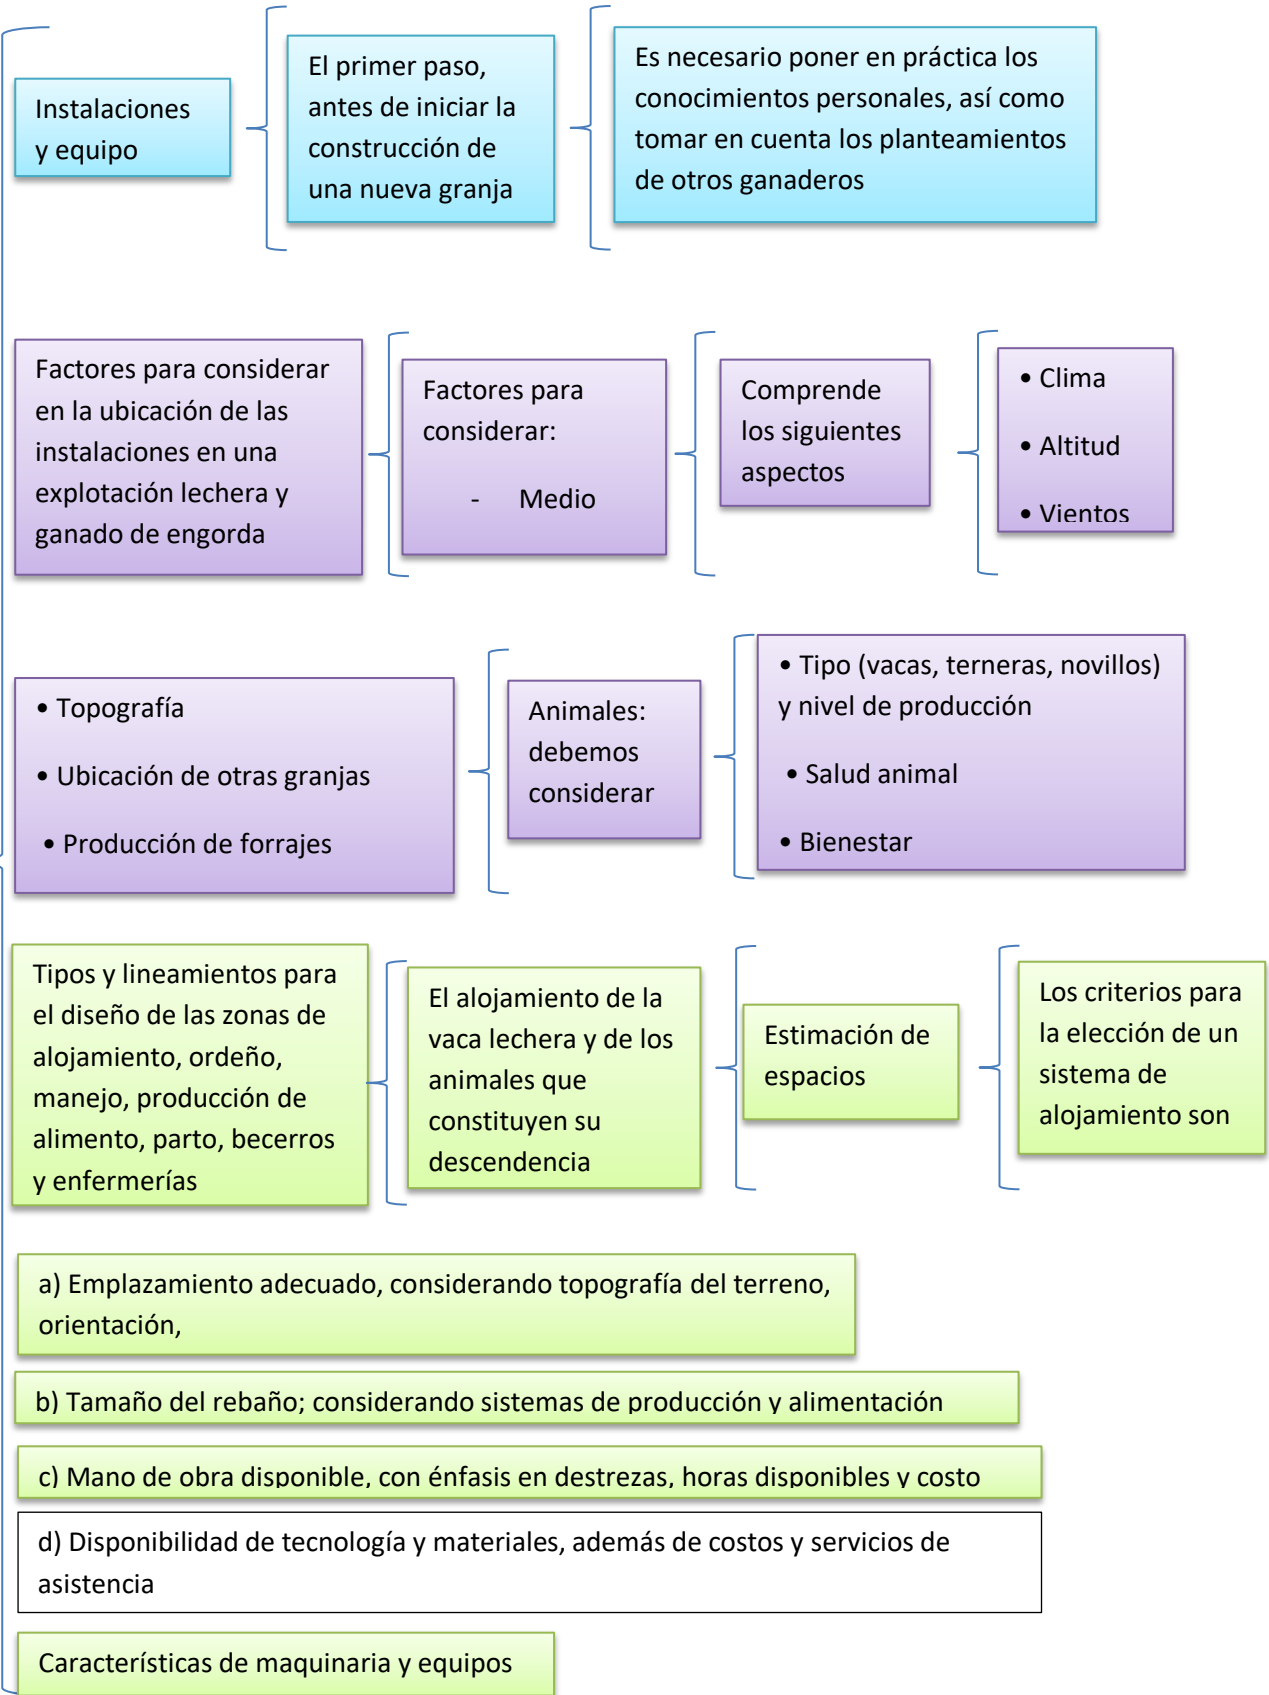 Instalaciones
y equipo
El primer paso,
antes de iniciar la
construcción de
una nueva granja
Es necesario poner en práctica los
conocimientos personales, así como
tomar en cuenta los planteamientos
de otros ganaderos
Factores para considerar
en la ubicación de las
instalaciones en una
explotación lechera y
ganado de engorda
Factores para
considerar:
- Medio
Comprende
los siguientes
aspectos
• Clima
• Altitud
• Vientos
• Topografía
• Ubicación de otras granjas
• Producción de forrajes
Animales:
debemos
considerar
• Tipo (vacas, terneras, novillos)
y nivel de producción
• Salud animal
• Bienestar
Tipos y lineamientos para
el diseño de las zonas de
alojamiento, ordeño,
manejo, producción de
alimento, parto, becerros
y enfermerías
El alojamiento de la
vaca lechera y de los
animales que
constituyen su
descendencia
Estimación de
espacios
Los criterios para
la elección de un
sistema de
alojamiento son
a) Emplazamiento adecuado, considerando topografía del terreno,
orientación,
b) Tamaño del rebaño; considerando sistemas de producción y alimentación
c) Mano de obra disponible, con énfasis en destrezas, horas disponibles y costo
d) Disponibilidad de tecnología y materiales, además de costos y servicios de
asistencia
Características de maquinaria y equipos